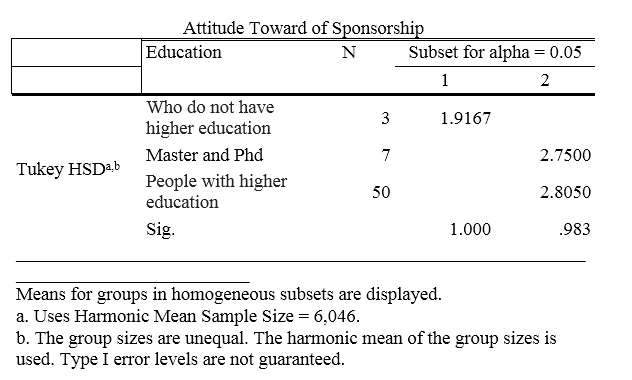 Attitude Toward of Sponsorship
Education N Subset for alpha = 0.05
1 2
Who do not have
higher education 3 1.9167
Tukey HSDa,b
Master and Phd 7 2.7500
People with higher
education 50 2.8050
Sig. 1.000 .983
Means for groups in homogeneous subsets are displayed.
a. Uses Harmonic Mean Sample Size = 6,046.
b. The group sizes are unequal. The harmonic mean of the group sizes is
used. Type I error levels are not guaranteed.